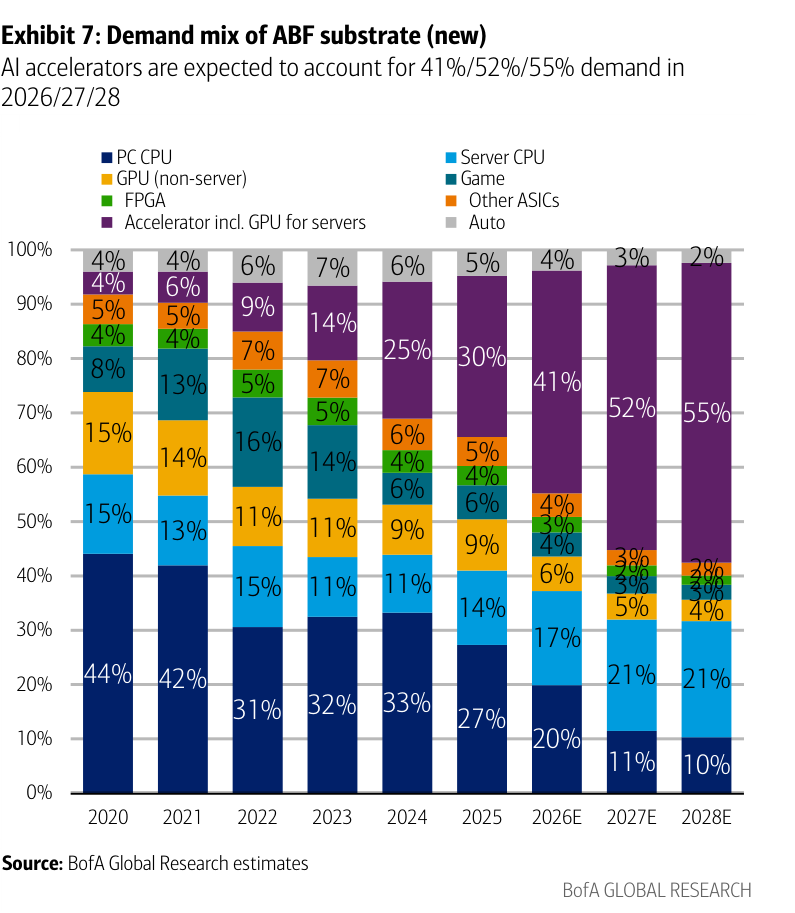 Exhibit 7: Demand mix of ABF substrate (new)
AI accelerators are expected to account for 41%/52%/55% demand in
2026/27/28
PC CPU Server CPU
GPU (non-server) Game
FPGA Other ASICs
Accelerator incl. GPU for servers Auto
100%
90%
80%
70%
60%
50%
40%
30%
20%
10%
0%
4% 4% 6% 7% 6% 5% 4% 3% 2%
4% 6% 9% 14% 25% 30% 41% 52% 55%
5% 5% 7% 7% 6% 5% 4% 3% 2%
4% 4% 5% 5% 4% 4% 3% 2% 2%
8% 13% 16% 14% 6% 6% 4% 3% 3%
15% 14% 11% 11% 9% 9% 6% 5% 4%
15% 13% 15% 11% 11% 14% 17% 21% 21%
44% 42% 31% 32% 33% 27% 20% 11% 10%
2020 2021 2022 2023 2024 2025 2026E 2027E 2028E
Source: BofA Global Research estimates
BofA GLOBAL RESEARCH